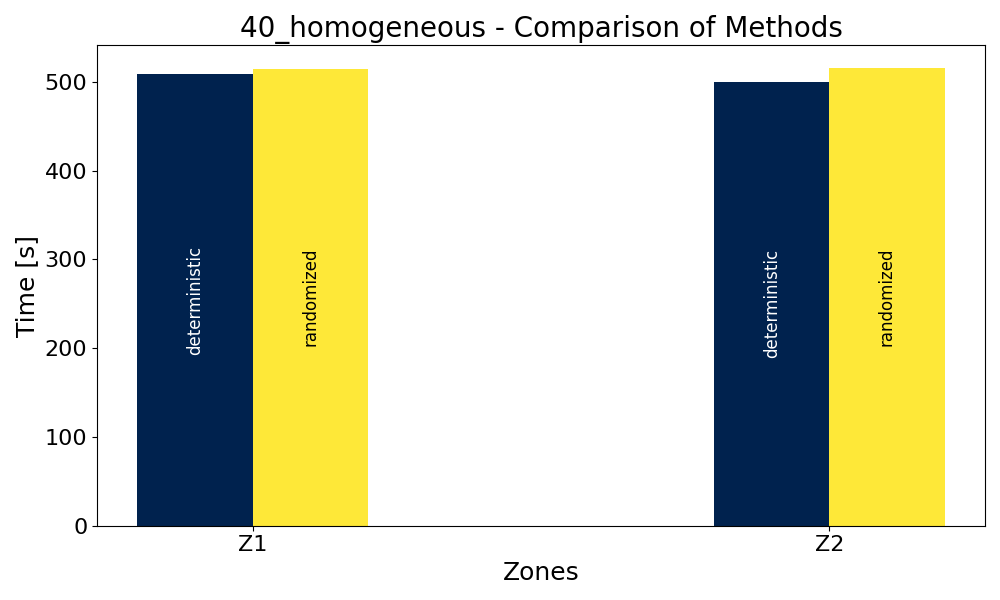 40_homogeneous - Comparison of Methods
Time [s]
500
400
300
200
100
0
deterministic
randomized
deterministic
randomized
Z1
Z2
Zones